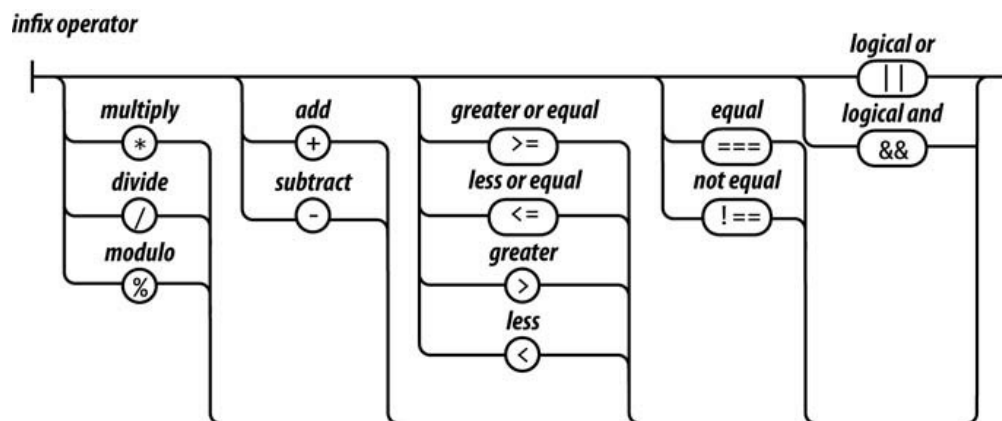 infix operator
multiply
*
divide
/
modulo
%
add
+
subtract
-
greater or equal
>=
less or equal
<=
greater
>
less
<
equal
===
not equal
!==
logical or
||
logical and
&&